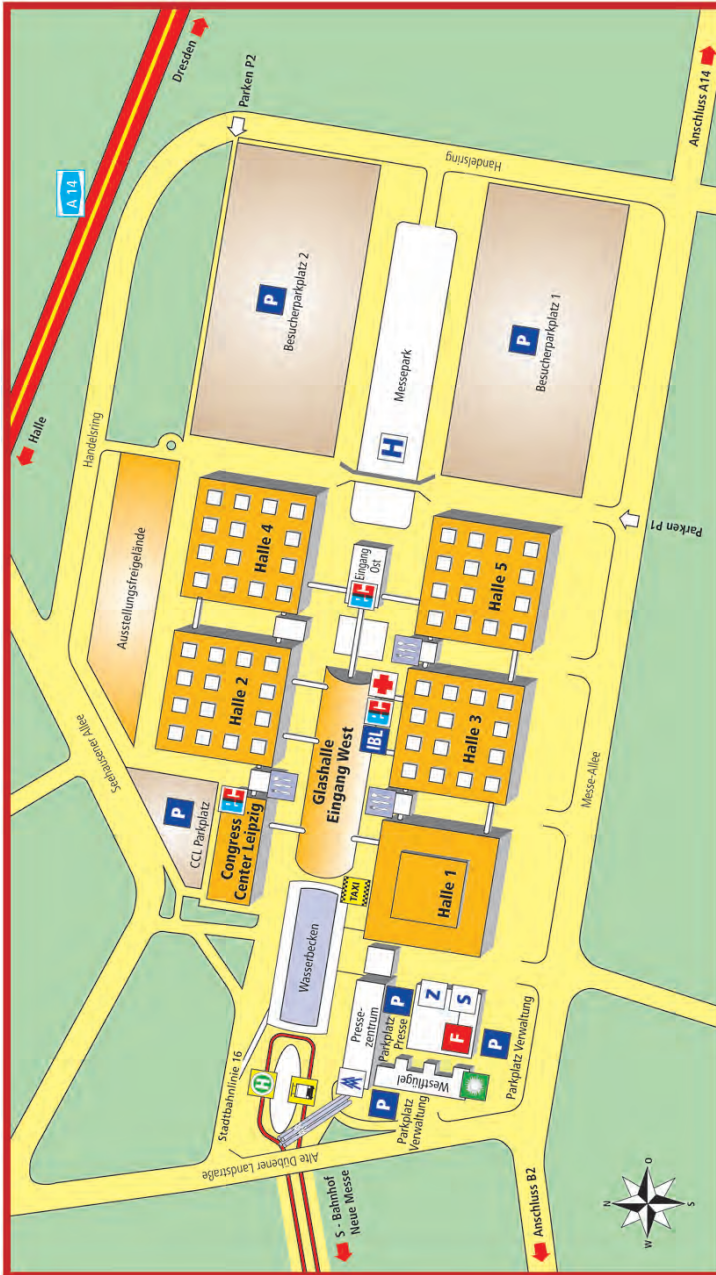 Dresden
Parken P2
Anschluss A14
A 14
Handelsring
P
Besucherparkplatz 2
P
Besucherparkplatz 1
Messepark
H
Halle
Handelsring
Ausstellungsfreigelände
Parken P1
Halle 4
Eingang
Ost
EC
Halle 5
Halle 2
Halle 3
Glashalle
Eingang West
EC
IBL
Seehausener Allee
Messe-Allee
P
CCL Parkplatz
EC
Congress
Center Leipzig
TAXI
Halle 1
Wasserbecken
Presse-
zentrum
P
Parkplatz
Presse
Z
S
F
P
Parkplatz Verwaltung
Westflügel
P
Parkplatz
Verwaltung
Stadtbahnlinie 16
H
Alte Dübener Landstraße
S - Bahnhof
Neue Messe
Anschluss B2
N
O
S
W